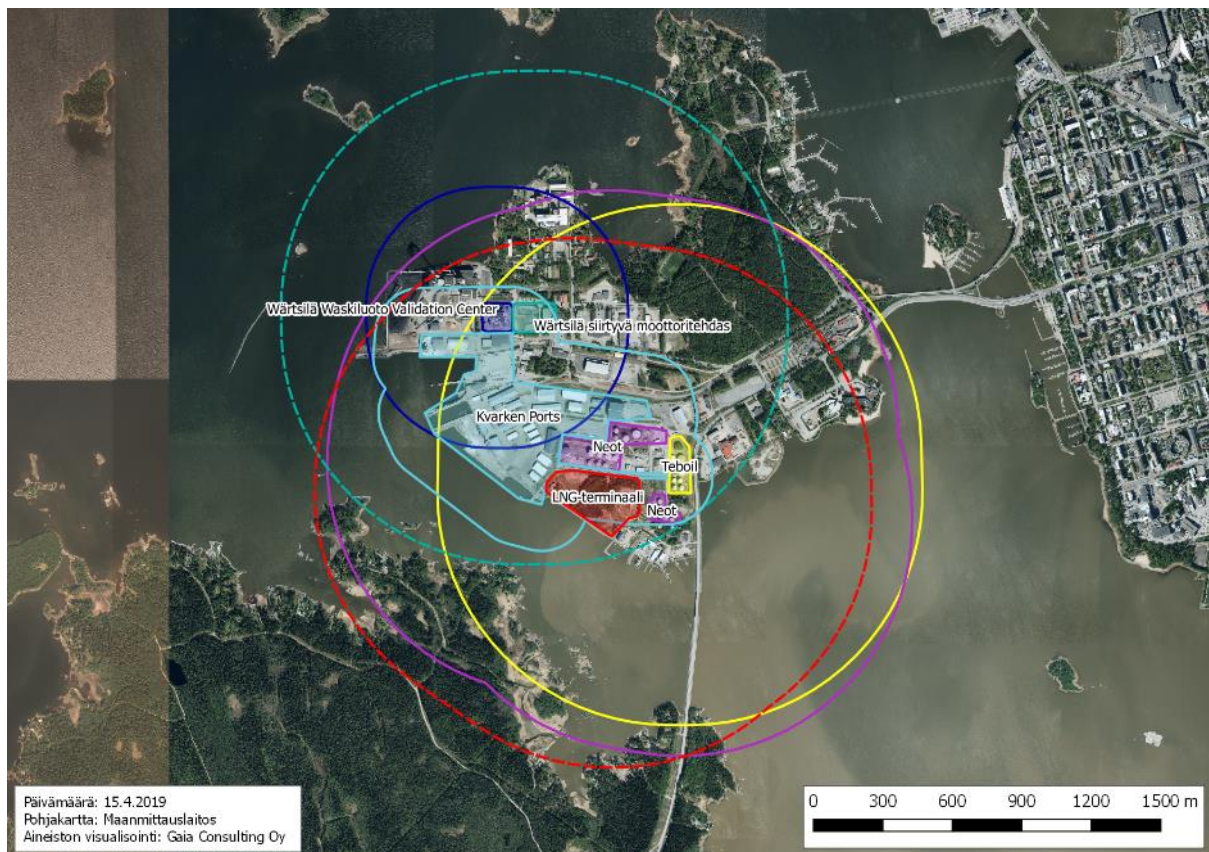 Wärtsilä Waskiluoto Validation Center
Wärtsilä siirtyvä moottoritehdas
Kvarken Ports
Neot
Teboil
LNG-terminaali
Neot
Päivämäärä: 15.4.2019
Pohjakartta: Maanmittauslaitos
Aineiston visualisointi: Gaia Consulting Oy
0 300 600 900 1200 1500 m